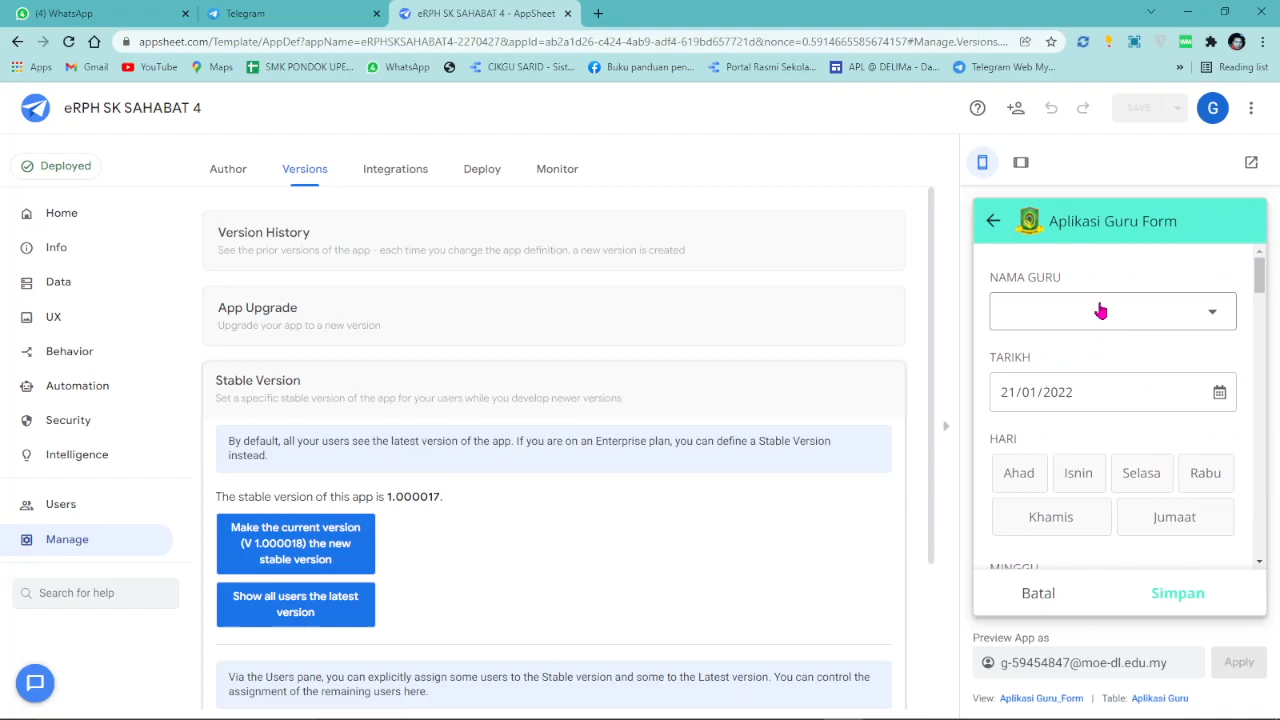 (4) WhatsApp
Telegram
eRPH SK SAHABAT 4 - AppSheet
appsheet.com/Template/AppDef?appName=eRPHSKSAHABAT4-2270427&appId=ab2a1d26-c424-4ab9-adf4-619bd657721d&nonce=0.5914665585674157#Manage.Versions....
Apps
Gmail
YouTube
Maps
SMK PONDOK UPE...
WhatsApp
CIKGU SARID - Sist...
Buku panduan pen...
Portal Rasmi Sekola...
APL @ DELIMa - Da...
Telegram Web My...
»
Reading list
eRPH SK SAHABAT 4
SAVE
G
Deployed
Author
Versions
Integrations
Deploy
Monitor
Home
Info
Data
UX
Behavior
Automation
Security
Intelligence
Users
Manage
Search for help
Version History
See the prior versions of the app - each time you change the app definition, a new version is created
App Upgrade
Upgrade your app to a new version
Stable Version
Set a specific stable version of the app for your users while you develop newer versions
By default, all your users see the latest version of the app. If you are on an Enterprise plan, you can define a Stable Version
instead.
The stable version of this app is 1.000017.
Make the current version
(V 1.000018) the new
stable version
Show all users the latest
version
Via the Users pane, you can explicitly assign some users to the Stable version and some to the Latest version. You can control the
assignment of the remaining users here.
Aplikasi Guru Form
NAMA GURU
TARIKH
21/01/2022
HARI
Ahad
Isnin
Selasa
Rabu
Khamis
Jumaat
MINGGU
Batal
Simpan
Preview App as
g-59454847@moe-dl.edu.my
Apply
View: Aplikasi Guru_Form | Table: Aplikasi Guru